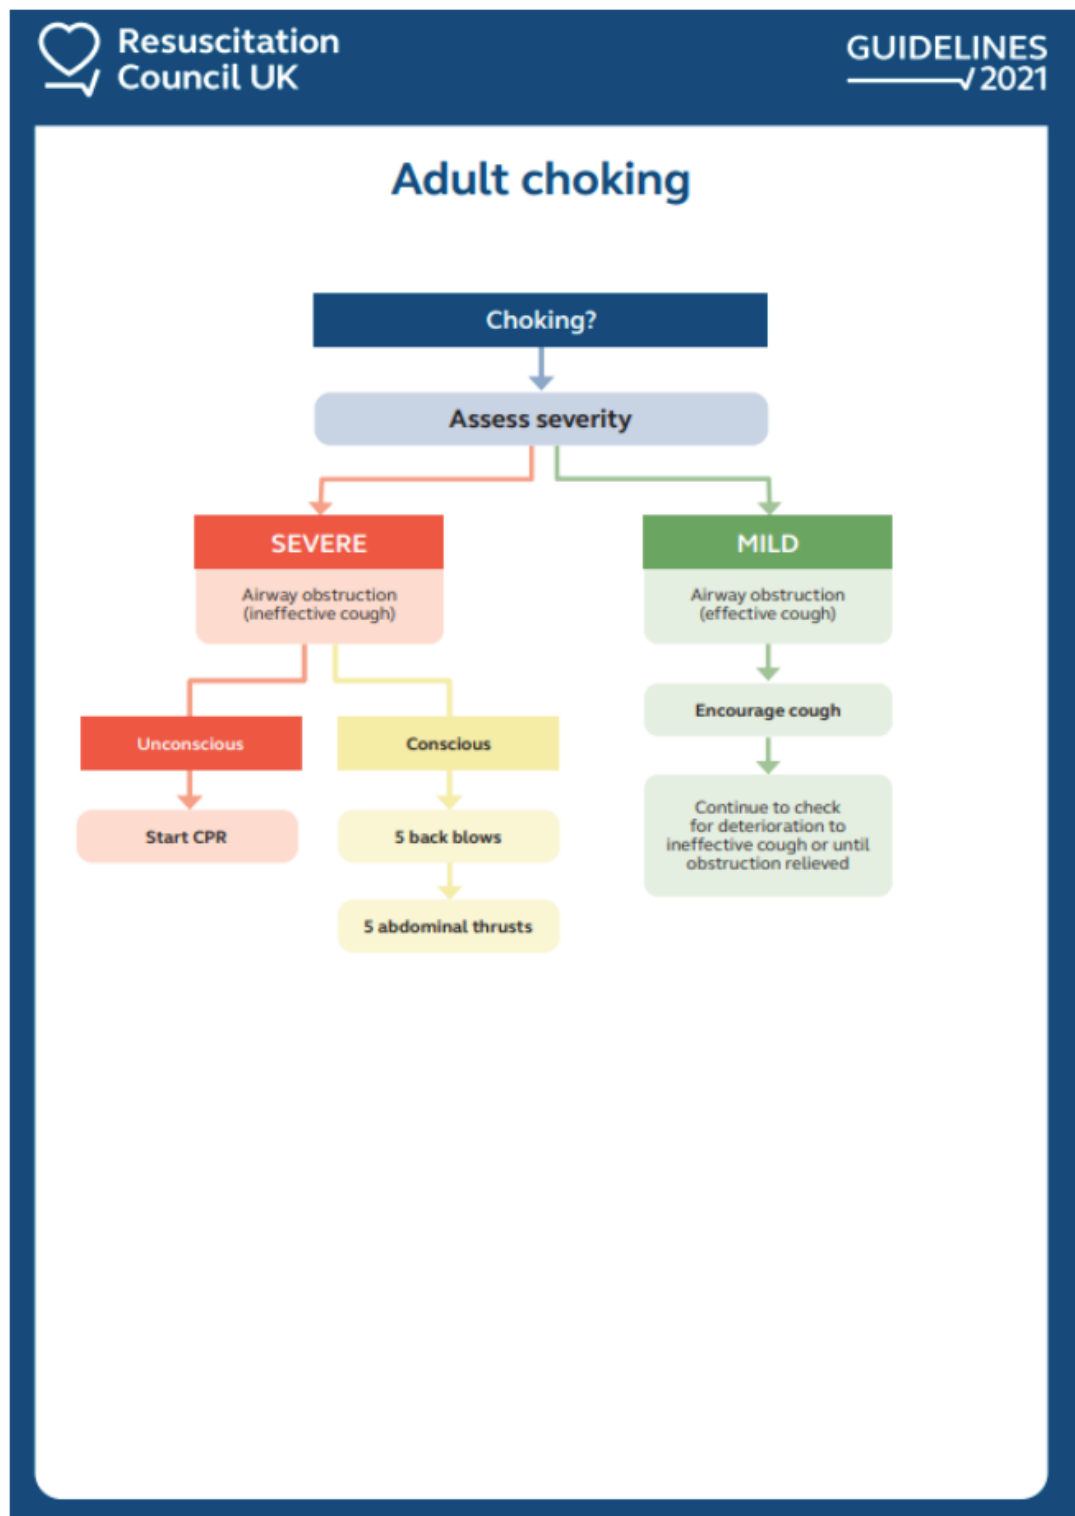 Resuscitation
Council UK
GUIDELINES
2021
Adult choking
Choking?
Assess severity
SEVERE
Airway obstruction
(ineffective cough)
MILD
Airway obstruction
(effective cough)
Unconscious
Start CPR
Conscious
5 back blows
5 abdominal thrusts
Encourage cough
Continue to check
for deterioration to
ineffective cough or until
obstruction relieved